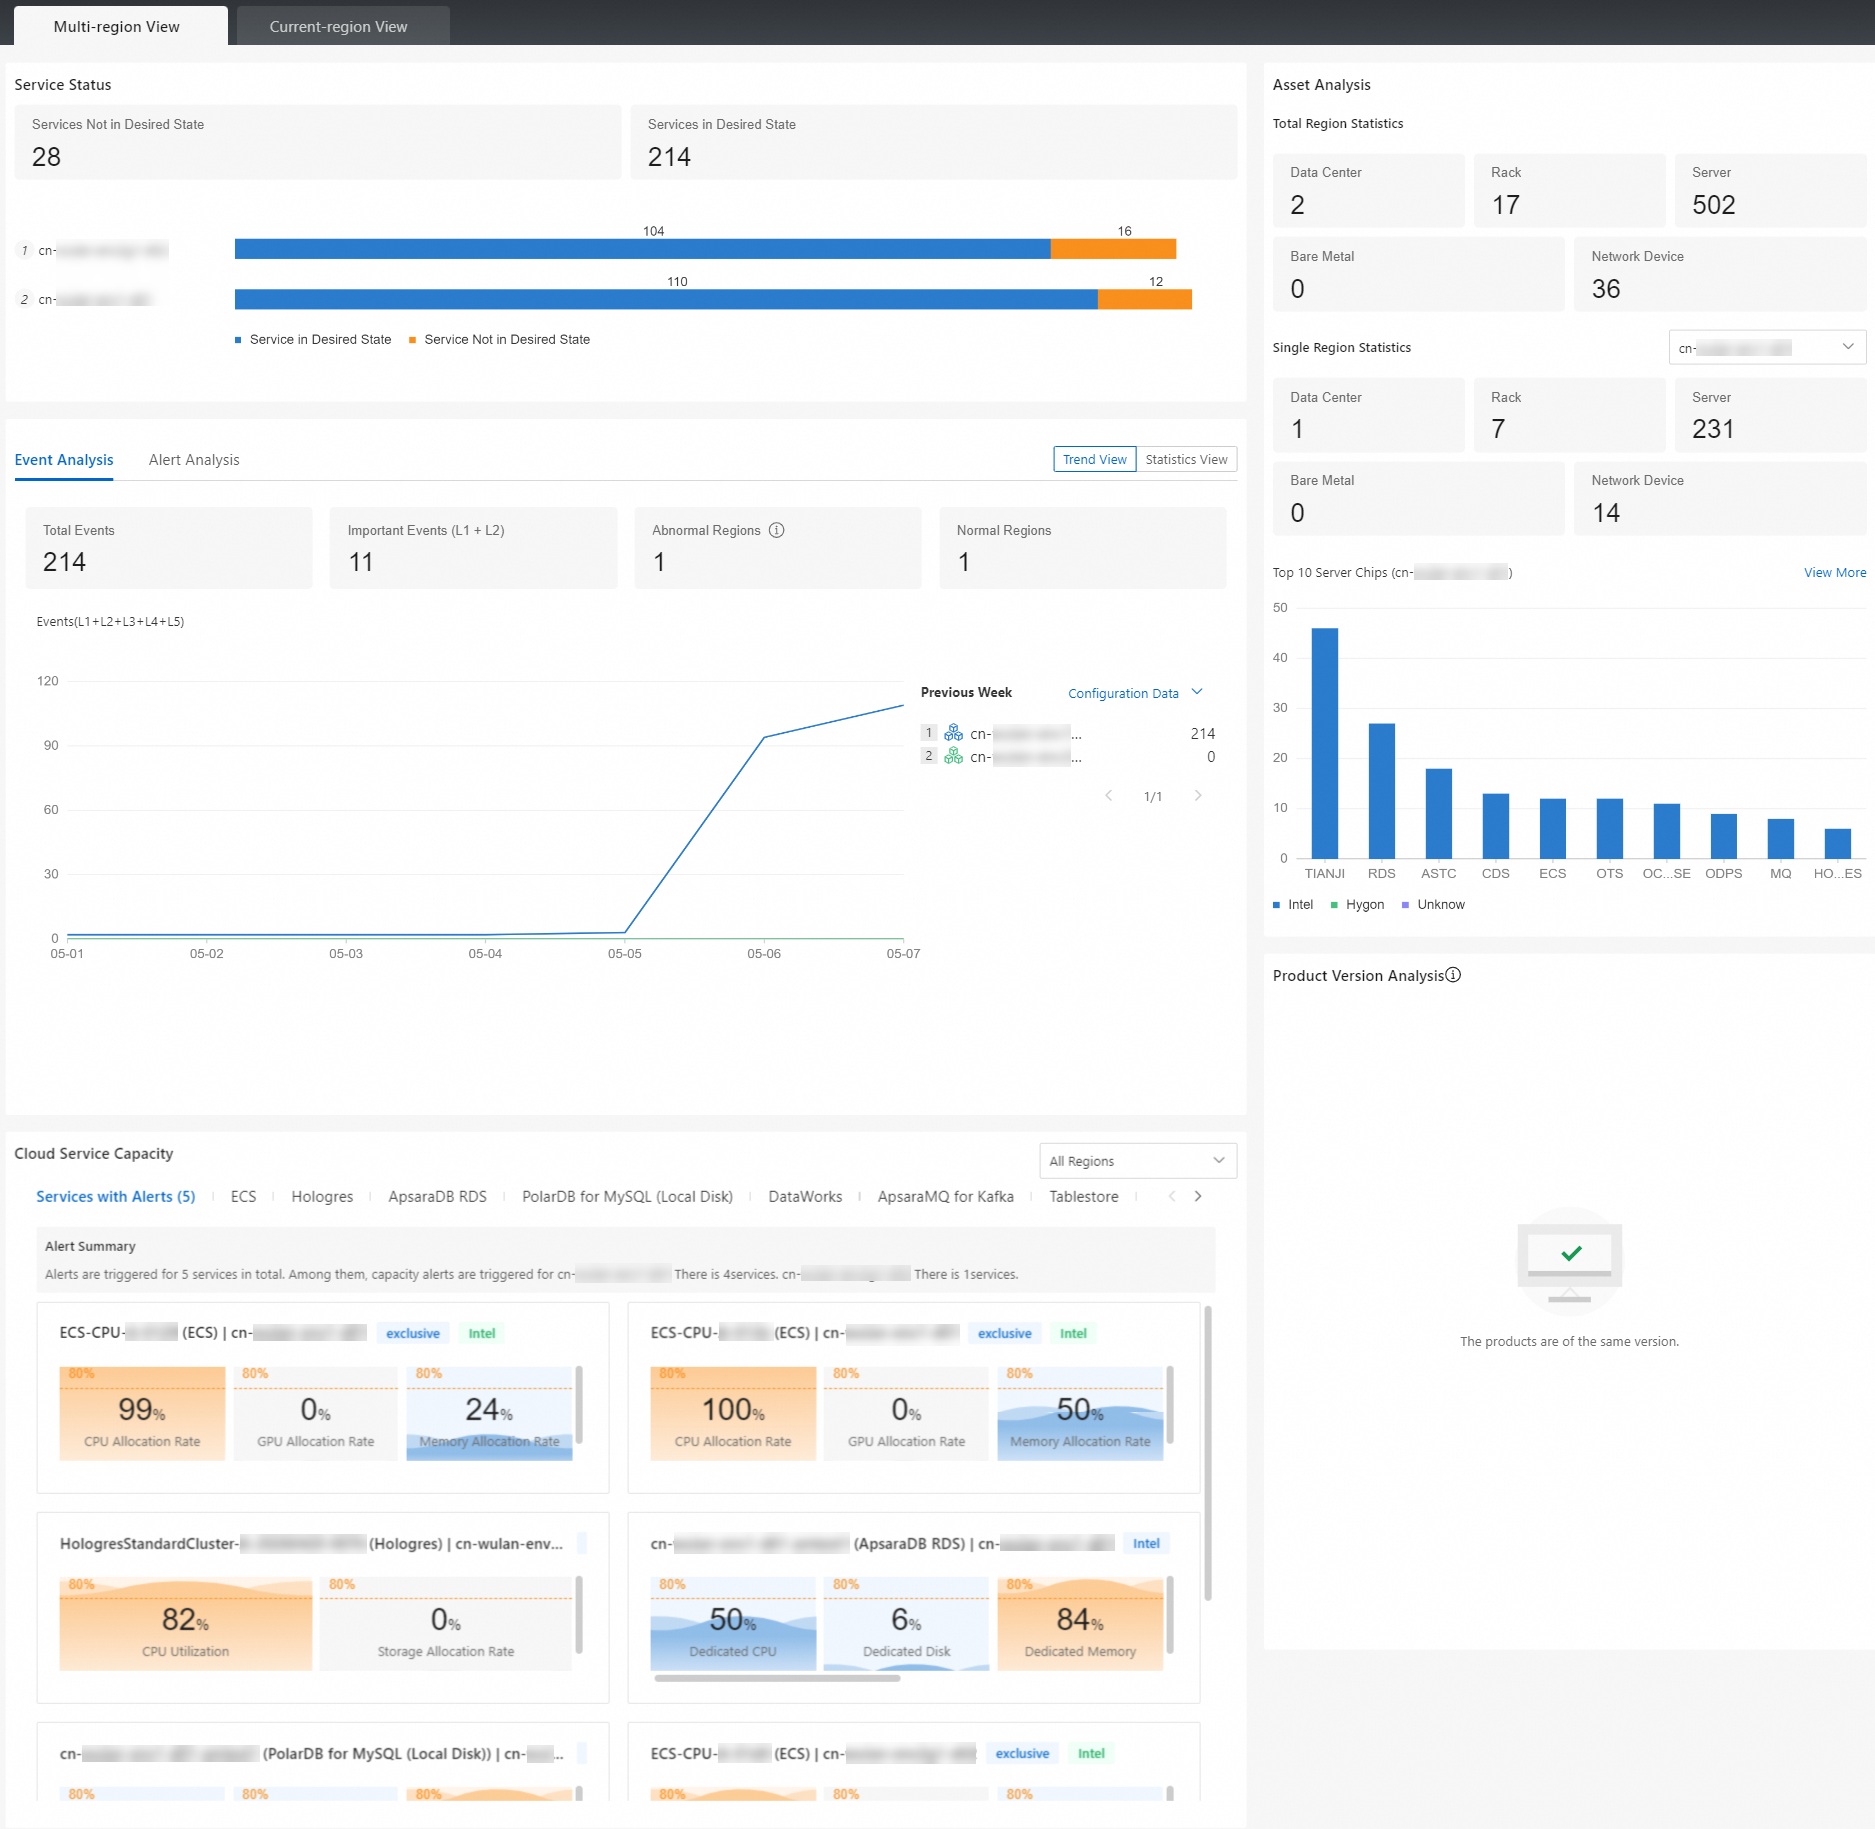 Multi-region View
Current-region View
Service Status
Services Not in Desired State
28
Services in Desired State
214
1 cn-
104
16
2 cn-
110
12
Service in Desired State
Service Not in Desired State
Event Analysis
Alert Analysis
Trend View
Statistics View
Total Events
214
Important Events (L1 + L2)
11
Abnormal Regions
1
Normal Regions
1
Events(L1+L2+L3+L4+L5)
120
90
60
30
0
05-01
05-02
05-03
05-04
05-05
05-06
05-07
Previous Week
Configuration Data
1 cn- ... 214
2 cn- ... 0
1/1
Cloud Service Capacity
All Regions
Services with Alerts (5)
ECS
Hologres
ApsaraDB RDS
PolarDB for MySQL (Local Disk)
DataWorks
ApsaraMQ for Kafka
Tablestore
Alert Summary
Alerts are triggered for 5 services in total. Among them, capacity alerts are triggered for cn- There is 4services. cn- There is 1services.
ECS-CPU- (ECS) | cn- exclusive Intel
80%
99%
CPU Allocation Rate
80%
0%
GPU Allocation Rate
80%
24%
Memory Allocation Rate
ECS-CPU- (ECS) | cn- exclusive Intel
80%
100%
CPU Allocation Rate
80%
0%
GPU Allocation Rate
80%
50%
Memory Allocation Rate
HologresStandardCluster- (Hologres) | cn-wulan-env...
80%
82%
CPU Utilization
80%
0%
Storage Allocation Rate
cn- (ApsaraDB RDS) | cn- Intel
80%
50%
Dedicated CPU
80%
6%
Dedicated Disk
80%
84%
Dedicated Memory
cn- (PolarDB for MySQL (Local Disk)) | cn- ...
80%
80%
80%
ECS-CPU- (ECS) | cn- exclusive Intel
80%
80%
80%
Asset Analysis
Total Region Statistics
Data Center
2
Rack
17
Server
502
Bare Metal
0
Network Device
36
Single Region Statistics
cn-
Data Center
1
Rack
7
Server
231
Bare Metal
0
Network Device
14
Top 10 Server Chips (cn- )
View More
50
40
30
20
10
0
TIANJI
RDS
ASTC
CDS
ECS
OTS
OC...SE
ODPS
MQ
HO...ES
Intel
Hygon
Unknow
Product Version Analysis
The products are of the same version.